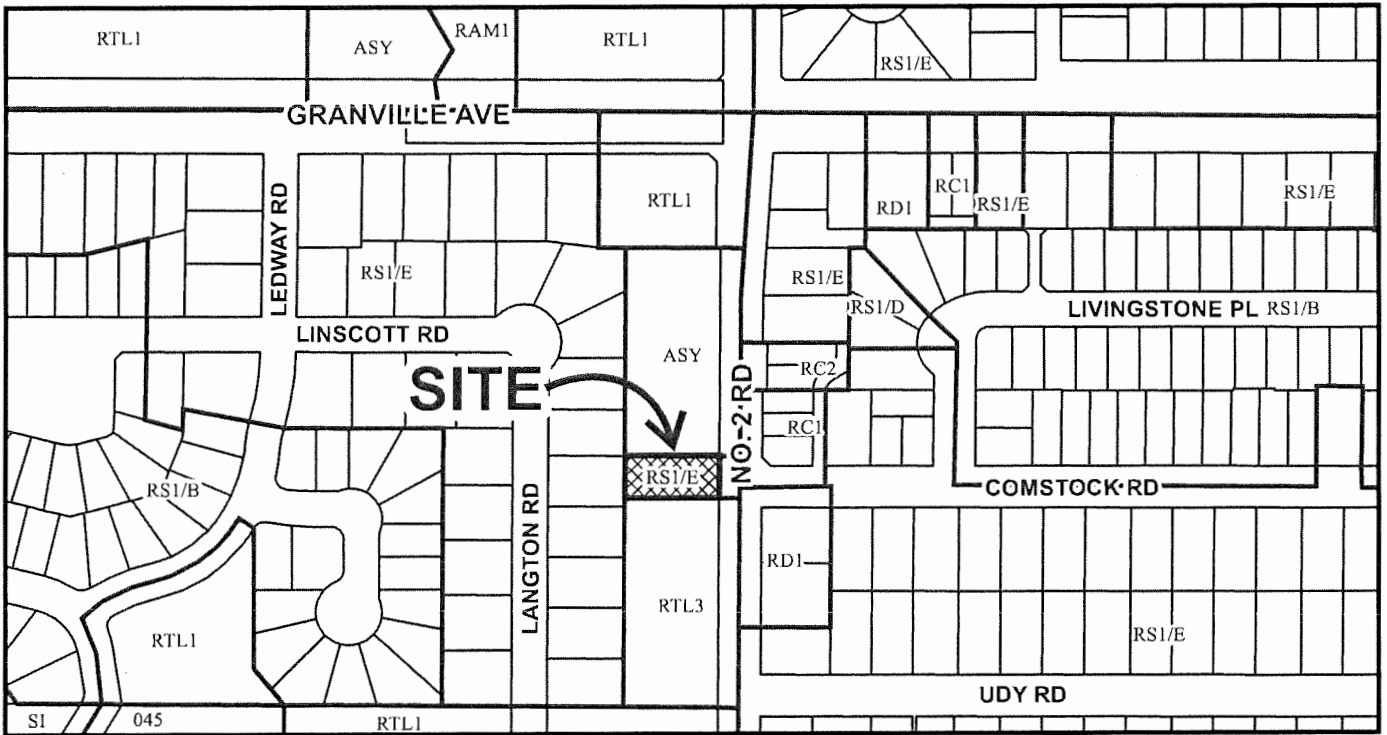 RTL1
ASY
RAM1
RTL1
RS1/E
GRANVILLE AVE
LEDWAY RD
RTL1
RD1
RC1
RS1/E
RS1/E
RS1/E
RS1/E
RS1/D
LIVINGSTONE PL
RS1/B
LINSCOTT RD
ASY
RC2
SITE
NO. 2 RD
RC1
RS1/E
RS1/B
COMSTOCK RD
LANGTON RD
RD1
RTL3
RTL1
RS1/E
UDY RD
SI
045
RTL1